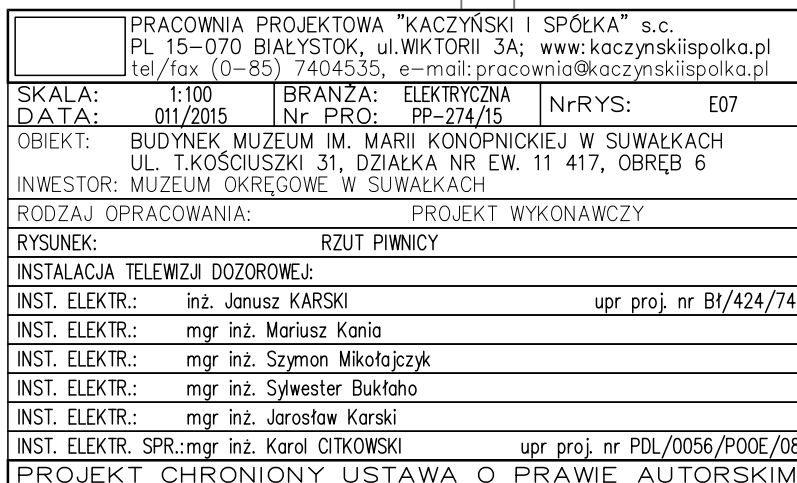 PRACOWNIA PROJEKTOWA "KACZYŃSKI I SPÓŁKA" s.c.
PL 15-070 BIAŁYSTOK, ul.WIKTORII 3A; www:kaczynskiispolka.pl
tel/fax (0-85) 7404535, e-mail:pracownia@kaczynskiispolka.pl
SKALA: 1:100 BRANŻA: ELEKTRYCZNA NrRYS: E07
DATA: 011/2015 Nr PRO: PP-274/15
OBIEKT: BUDYNEK MUZEUM IM. MARII KONOPNICKIEJ W SUWAŁKACH
UL. T.KOŚCIUSZKI 31, DZIAŁKA NR EW. 11 417, OBRĘB 6
INWESTOR: MUZEUM OKRĘGOWE W SUWAŁKACH
RODZAJ OPRACOWANIA: PROJEKT WYKONAWCZY
RYSUNEK: RZUT PIWNICY
INSTALACJA TELEWIZJI DOZOROWEJ:
INST. ELEKTR.: inż. Janusz KARSKI upr proj. nr Bł/424/74
INST. ELEKTR.: mgr inż. Mariusz Kania
INST. ELEKTR.: mgr inż. Szymon Mikołajczyk
INST. ELEKTR.: mgr inż. Sylwester Bukłaho
INST. ELEKTR.: mgr inż. Jarosław Karski
INST. ELEKTR. SPR.:mgr inż. Karol CITKOWSKI upr proj. nr PDL/0056/POOE/08
PROJEKT CHRONIONY USTAWA O PRAWIE AUTORSKIM